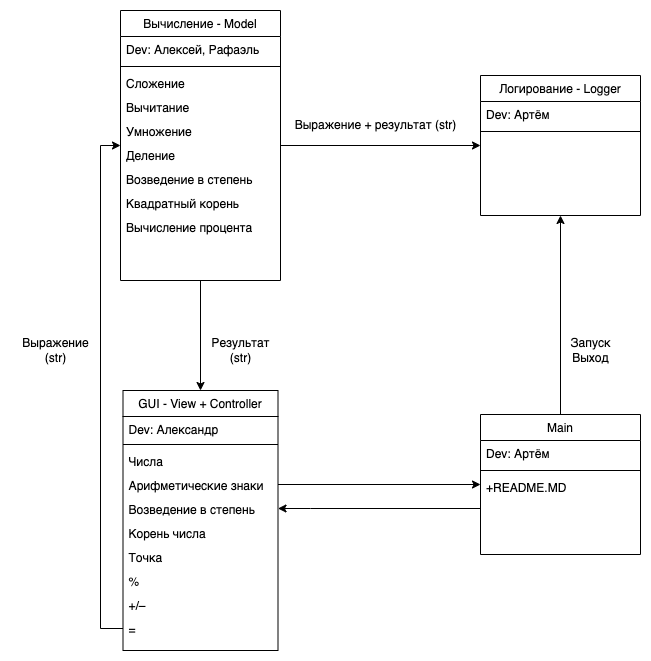 Вычисление - Model
Dev: Алексей, Рафаэль
Сложение
Вычитание
Умножение
Деление
Возведение в степень
Квадратный корень
Вычисление процента
Выражение + результат (str)
Логирование - Logger
Dev: Артём
Выражение
(str)
Результат
(str)
Запуск
Выход
GUI - View + Controller
Dev: Александр
Числа
Арифметические знаки
Возведение в степень
Корень числа
Точка
%
+/–
=
Main
Dev: Артём
+README.MD